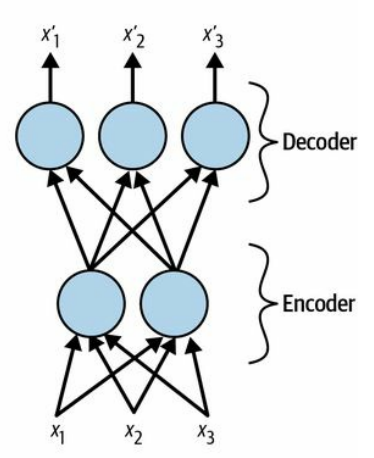 x′1 x′2 x′3
Decoder
Encoder
x1 x2 x3